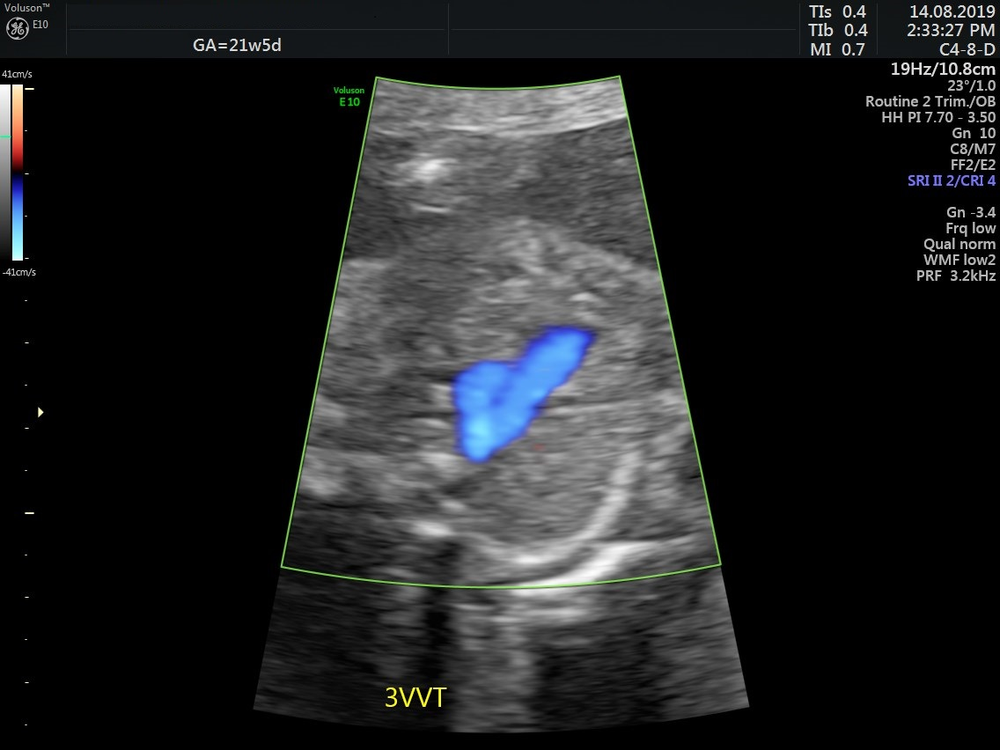 Voluson™
E10
GA=21w5d
TIs 0.4
TIb 0.4
MI 0.7
14.08.2019
2:33:27 PM
C4-8-D
41cm/s
-41cm/s
Voluson
E10
19Hz/10.8cm
23°/1.0
Routine 2 Trim./OB
HH PI 7.70 - 3.50
Gn 10
C8/M7
FF2/E2
SRI II 2/CRI 4
Gn -3.4
Frq low
Qual norm
WMF low2
PRF 3.2kHz
3VVT